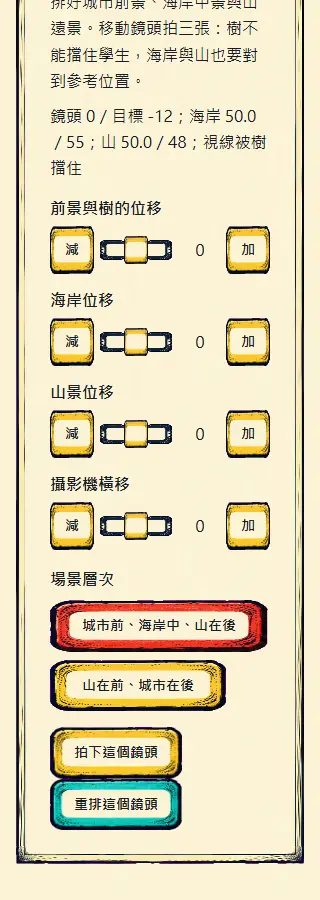 排好城市前景、海岸中景與山
遠景。移動鏡頭拍三張：樹不
能擋住學生，海岸與山也要對
到參考位置。
鏡頭 0 / 目標 -12；海岸 50.0
/ 55；山 50.0 / 48；視線被樹
擋住
前景與樹的位移
減 0 加
海岸位移
減 0 加
山景位移
減 0 加
攝影機橫移
減 0 加
場景層次
城市前、海岸中、山在後
山在前、城市在後
拍下這個鏡頭
重排這個鏡頭